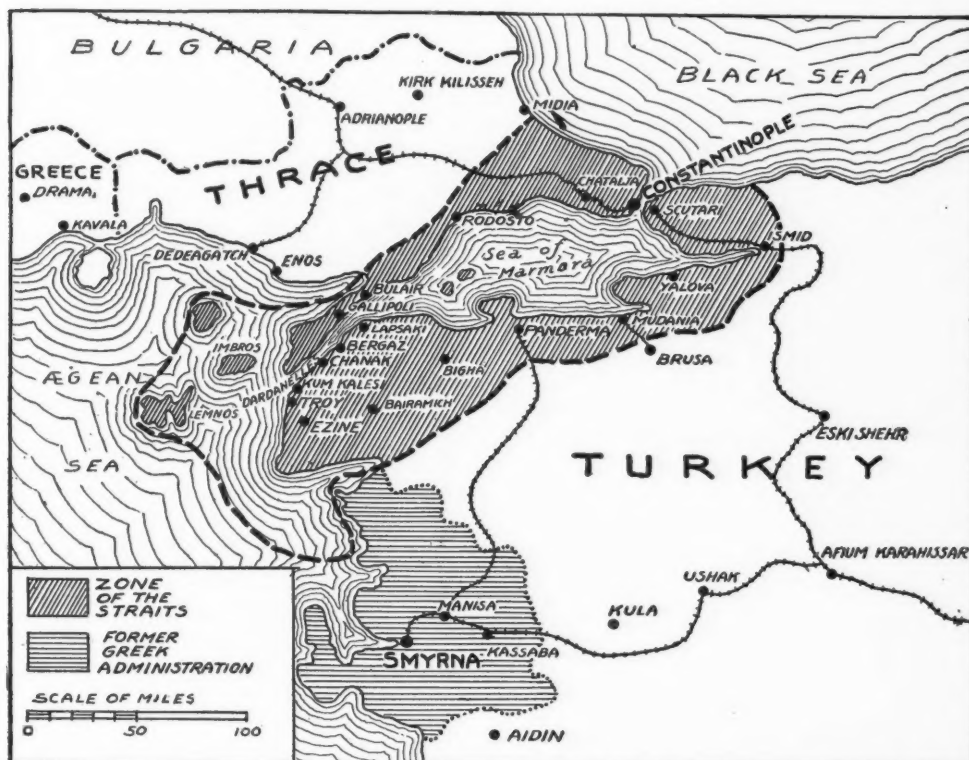 BULGARIA
BLACK SEA
KIRK KILISSEH
ADRIANOPLE
MIDIA
THRACE
GREECE
DRAMA
KAVALA
CONSTANTINOPLE
CHATALJA
SCUTARI
RODOSTO
ISMID
DEDEAGATCH
ENOS
Sea of
Marmora
YALOVA
BULAIR
GALLIPOLI
LAPSAKI
MUDANIA
PANDERMA
BERGAZ
BRUSA
IMBROS
CHANAK
BIGHA
DARDANELLES
ÆGEAN
KUM KALESI
TROY
BAIRAMICH
LEMNOS
EZINE
ESKISHEHR
SEA
TURKEY
AFIUM KARAHISSAR
USHAK
MANISA
KULA
KASSABA
SMYRNA
AIDIN
ZONE
OF THE
STRAITS
FORMER
GREEK
ADMINISTRATION
SCALE OF MILES
0 50 100